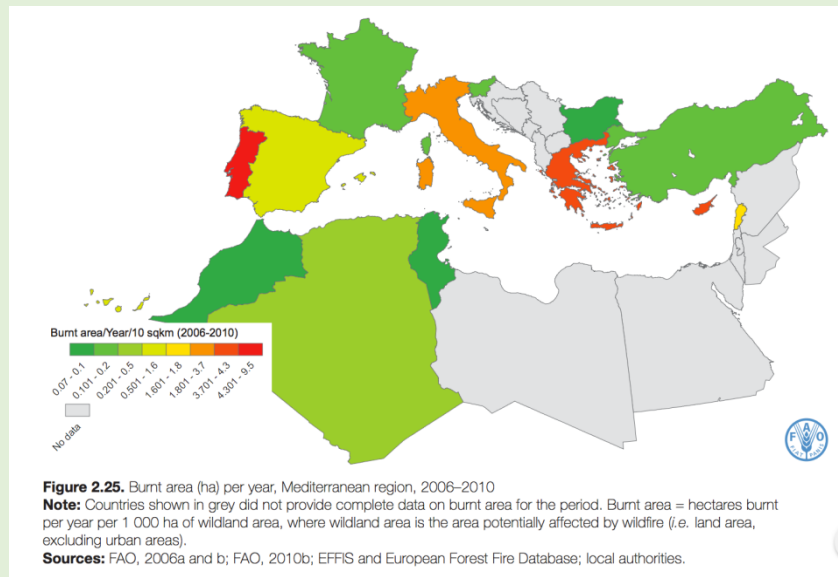 Burnt area/Year/10 sqkm (2006-2010)
0.07 - 0.1
0.101 - 0.2
0.201 - 0.5
0.501 - 1.6
1.601 - 1.8
1.801 - 3.7
3.701 - 4.3
4.301 - 9.5
No data
F A O
FIAT PANIS
Figure 2.25. Burnt area (ha) per year, Mediterranean region, 2006–2010
Note: Countries shown in grey did not provide complete data on burnt area for the period. Burnt area = hectares burnt
per year per 1 000 ha of wildland area, where wildland area is the area potentially affected by wildfire (i.e. land area,
excluding urban areas).
Sources: FAO, 2006a and b; FAO, 2010b; EFFIS and European Forest Fire Database; local authorities.